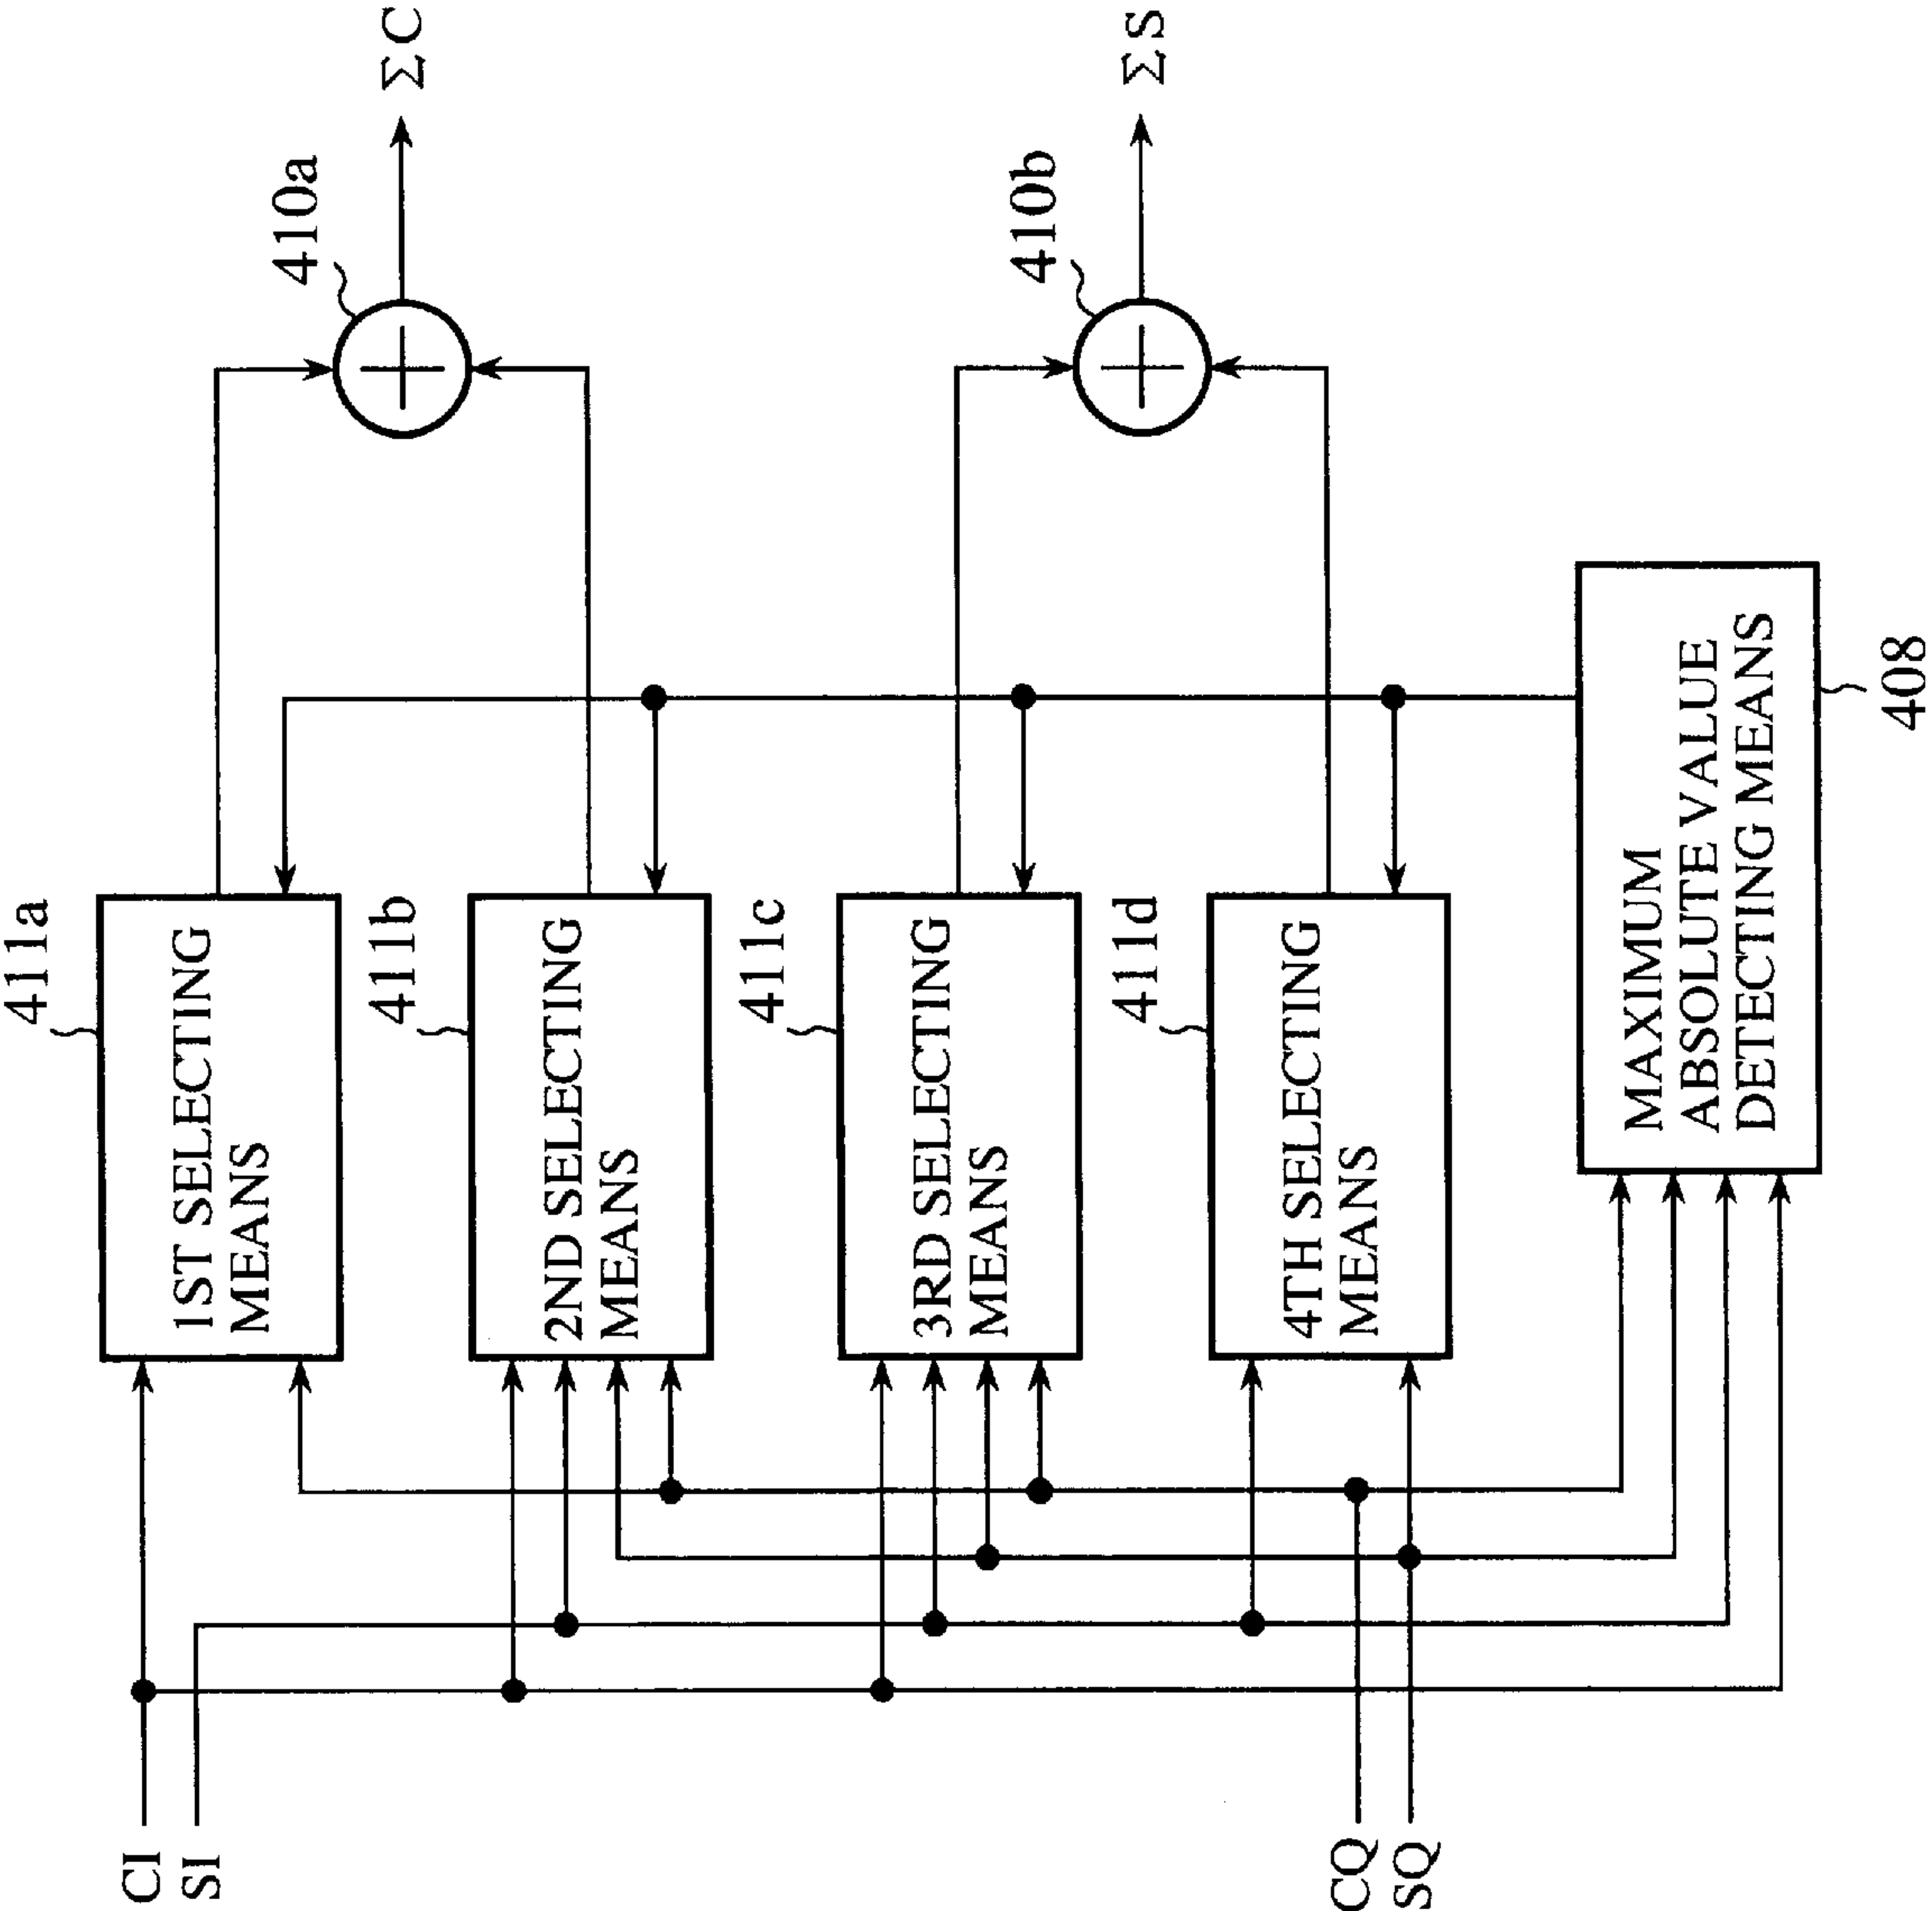 CI
SI
CQ
SQ
411a
1ST SELECTING
MEANS
411b
2ND SELECTING
MEANS
411c
3RD SELECTING
MEANS
411d
4TH SELECTING
MEANS
MAXIMUM
ABSOLUTE VALUE
DETECTING MEANS
408
410a
ΣC
410b
ΣS